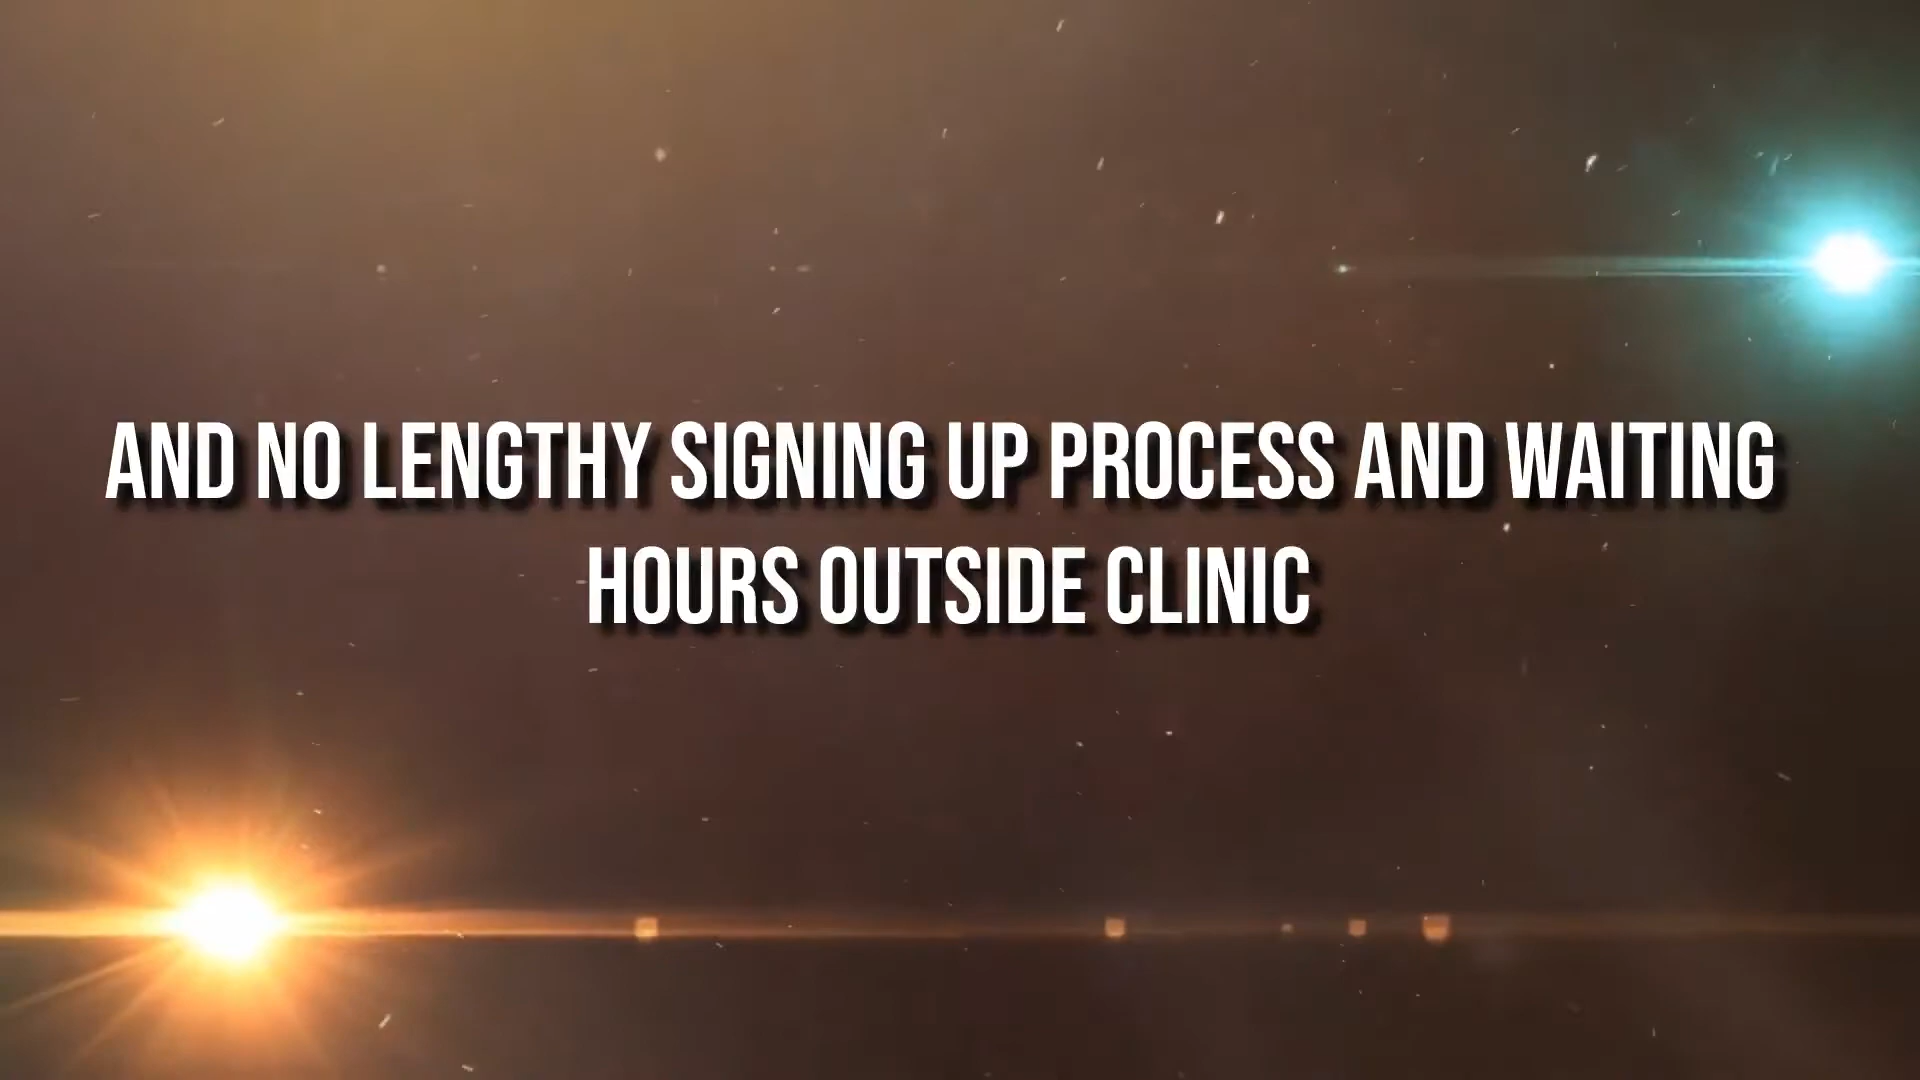 AND NO LENGTHY SIGNING UP PROCESS AND WAITING
HOURS OUTSIDE CLINIC